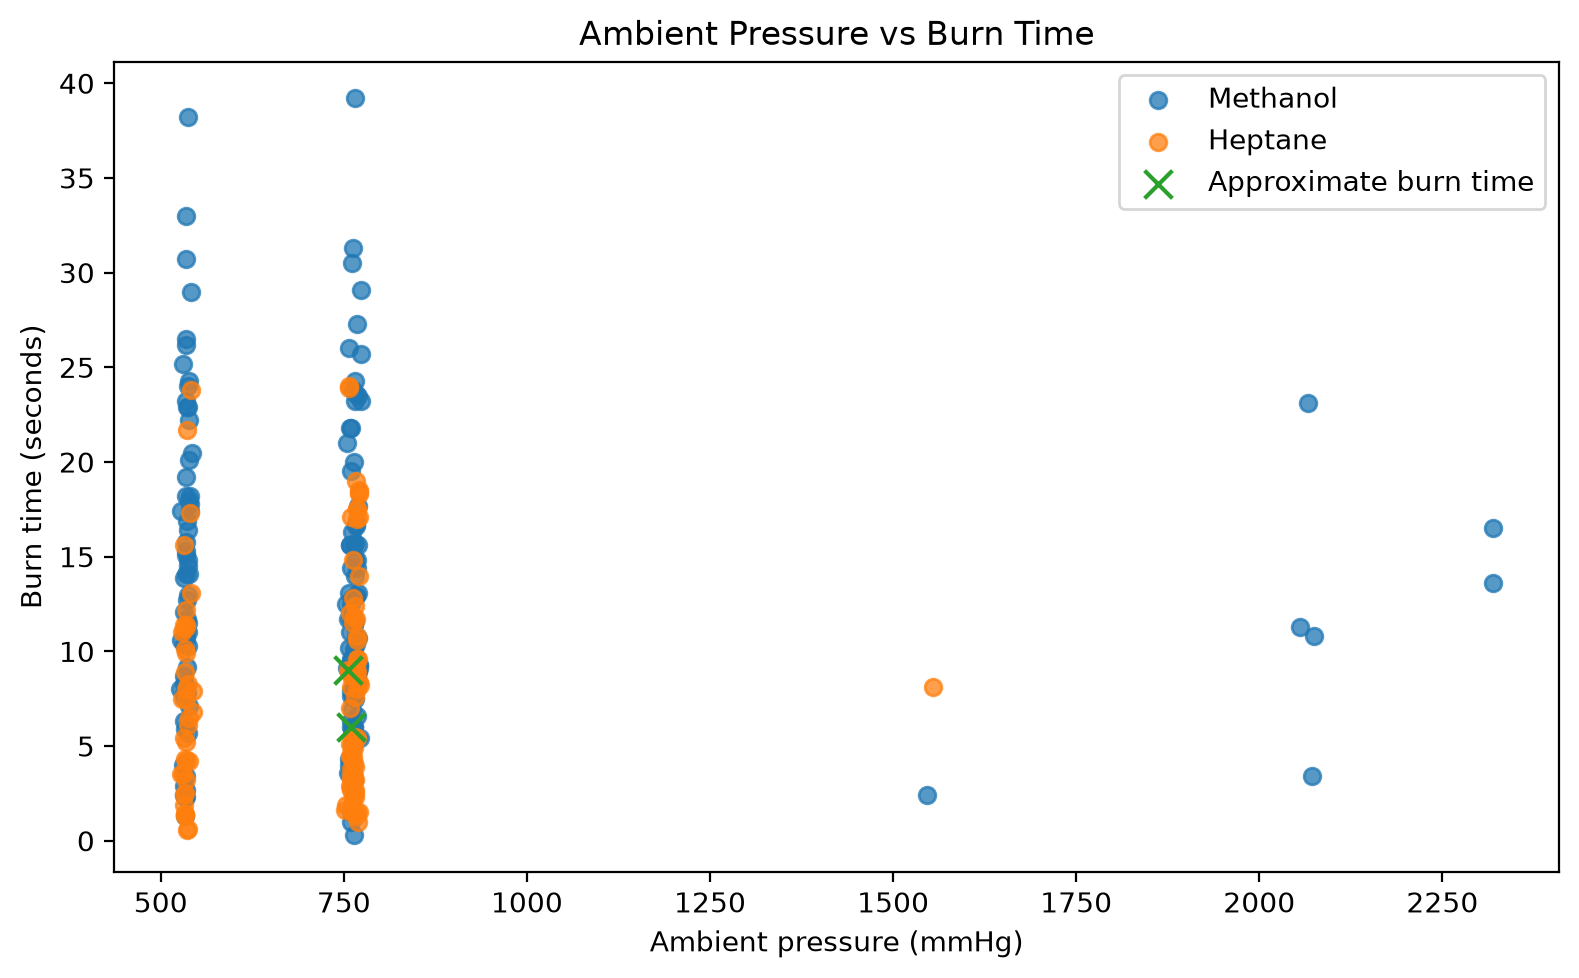 Ambient Pressure vs Burn Time
Methanol
Heptane
Approximate burn time
Burn time (seconds)
40
35
30
25
20
15
10
5
0
500 750 1000 1250 1500 1750 2000 2250
Ambient pressure (mmHg)